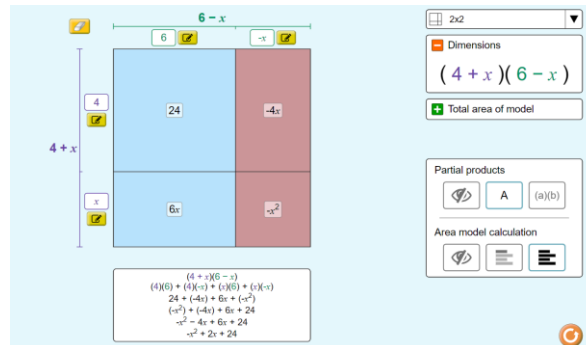 6 − x
6 -x
2x2
Dimensions
( 4 + x )( 6 − x )
Total area of model
4 + x
4
24 -4x
x
6x -x²
Partial products
A (a)(b)
Area model calculation
(4 + x)(6 − x)
(4)(6) + (4)(-x) + (x)(6) + (x)(-x)
24 + (-4x) + 6x + (-x²)
(-x²) + (-4x) + 6x + 24
-x² − 4x + 6x + 24
-x² + 2x + 24